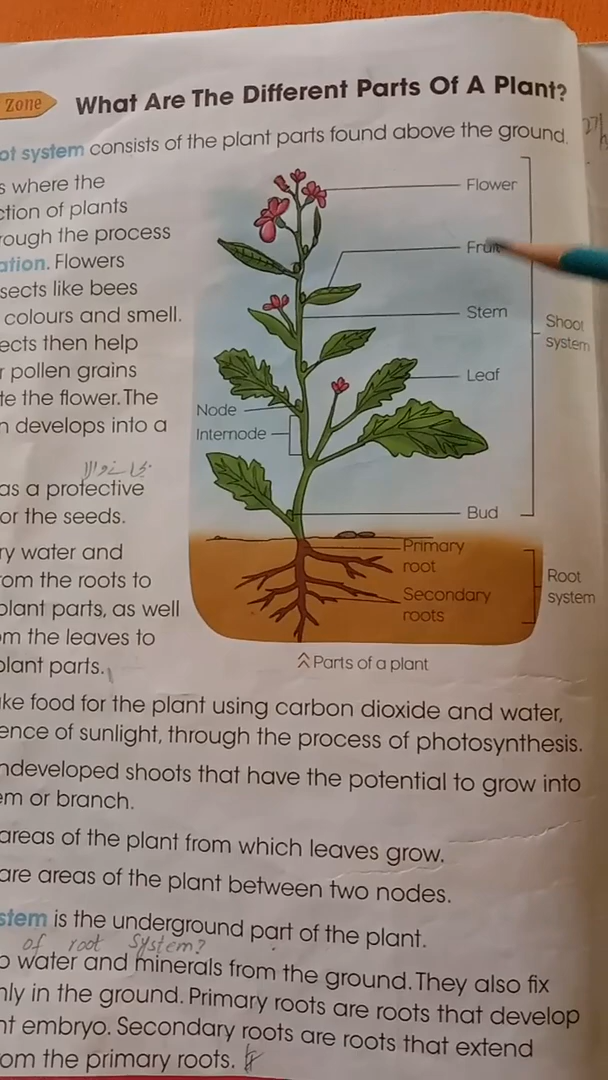 Zone
What Are The Different Parts Of A Plant?
ot system consists of the plant parts found above the ground.
s where the
ction of plants
rough the process
ation. Flowers
sects like bees
colours and smell.
ects then help
r pollen grains
te the flower. The
n develops into a
as a protective
or the seeds.
ry water and
rom the roots to
plant parts, as well
m the leaves to
plant parts.
Flower
Fruit
Stem
Shoot
system
Leaf
Node
Internode
Bud
Primary
root
Secondary
roots
Root
system
Parts of a plant
ke food for the plant using carbon dioxide and water,
ence of sunlight, through the process of photosynthesis.
ndeveloped shoots that have the potential to grow into
em or branch.
areas of the plant from which leaves grow.
are areas of the plant between two nodes.
stem is the underground part of the plant.
of root System?
o water and minerals from the ground. They also fix
nly in the ground. Primary roots are roots that develop
nt embryo. Secondary roots are roots that extend
om the primary roots.